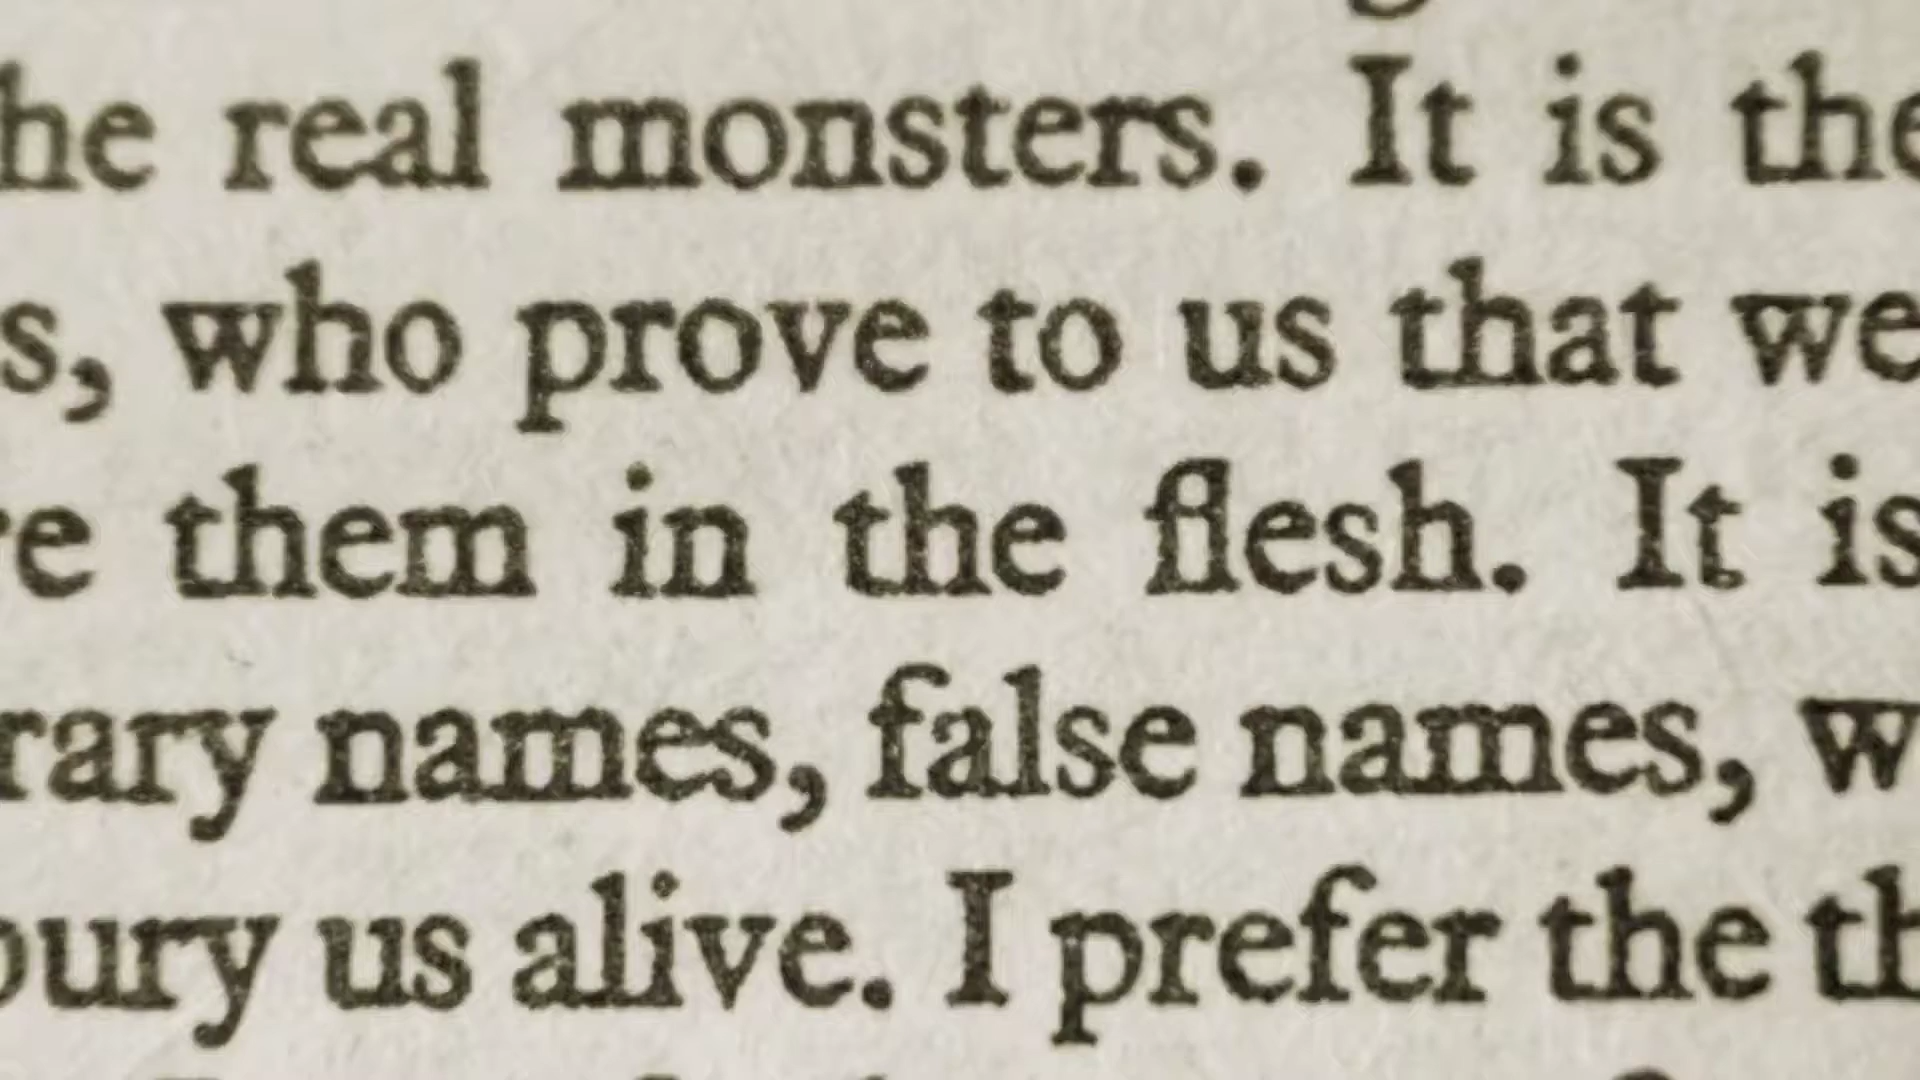 he real monsters. It is the
s, who prove to us that we
re them in the flesh. It is
rary names, false names, w
bury us alive. I prefer the th